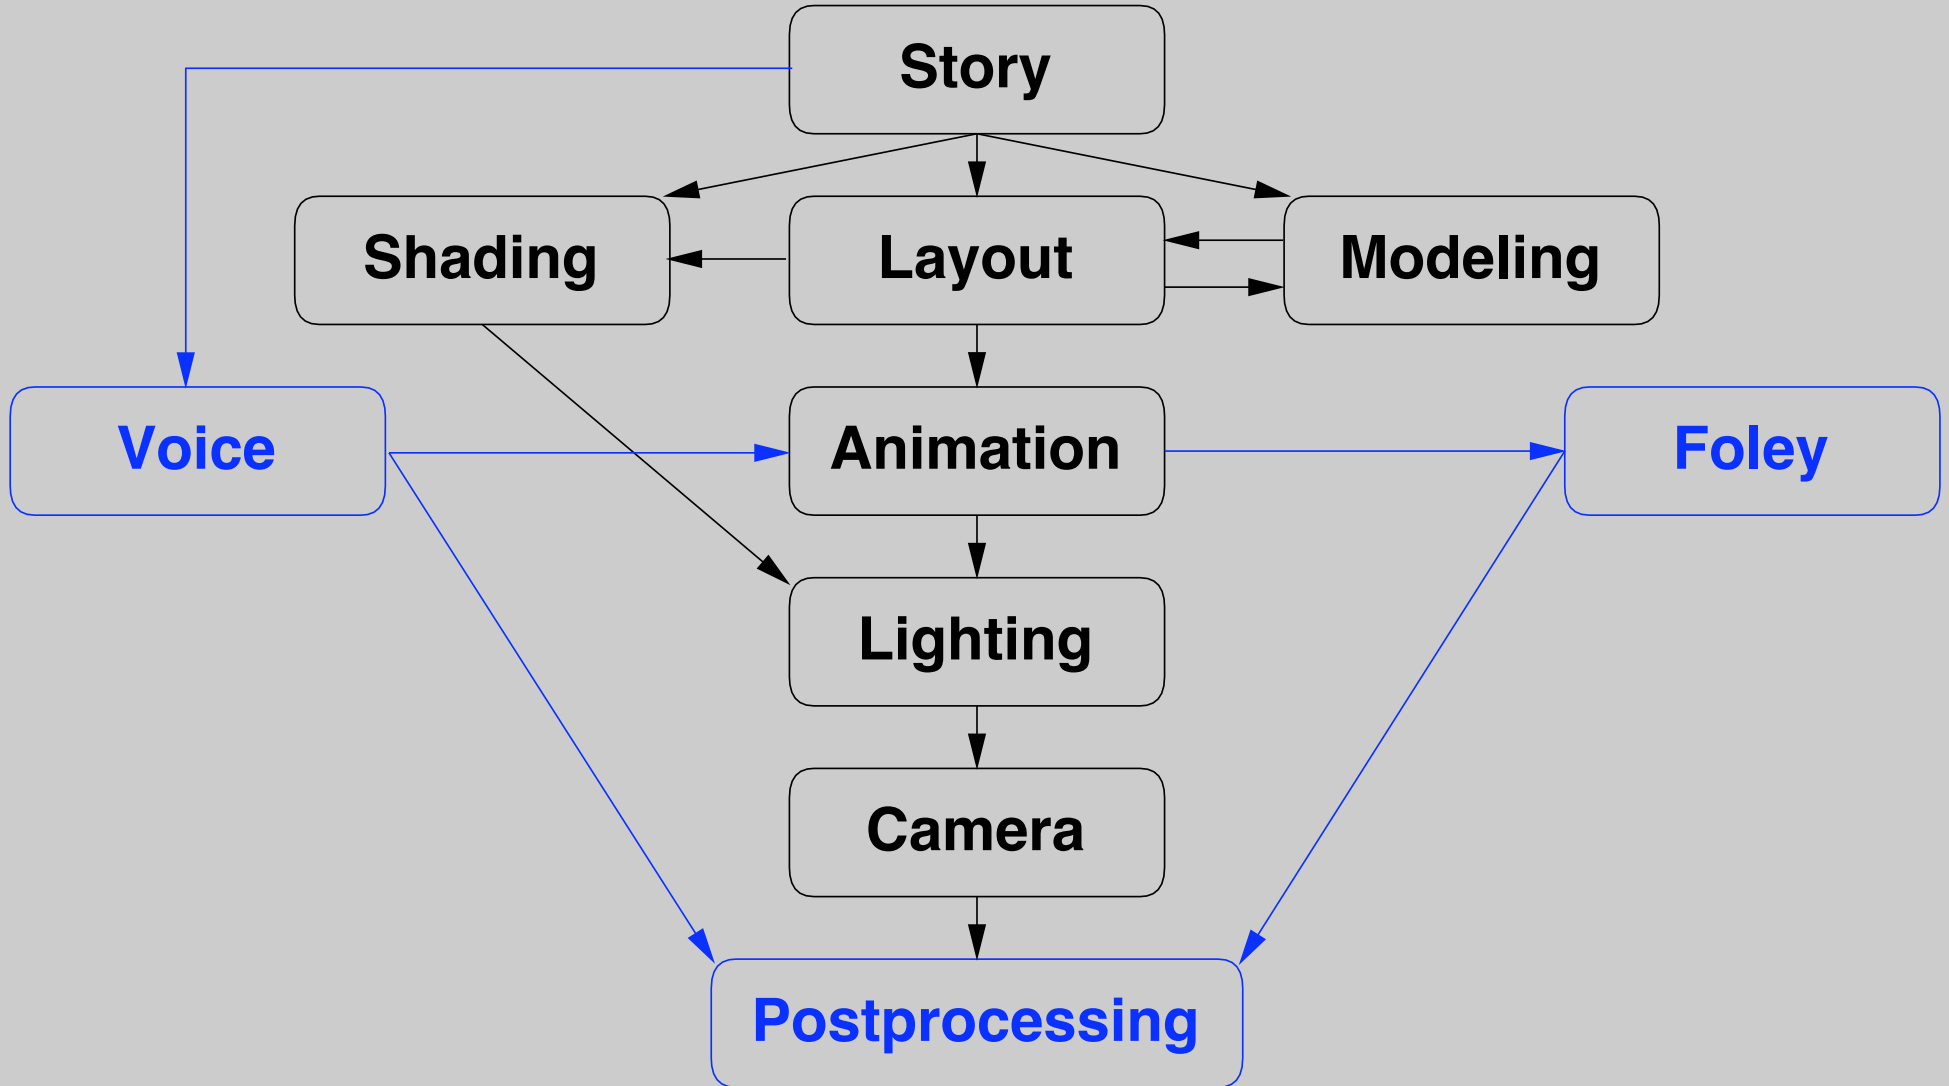 Story
Shading
Layout
Modeling
Voice
Animation
Foley
Lighting
Camera
Postprocessing